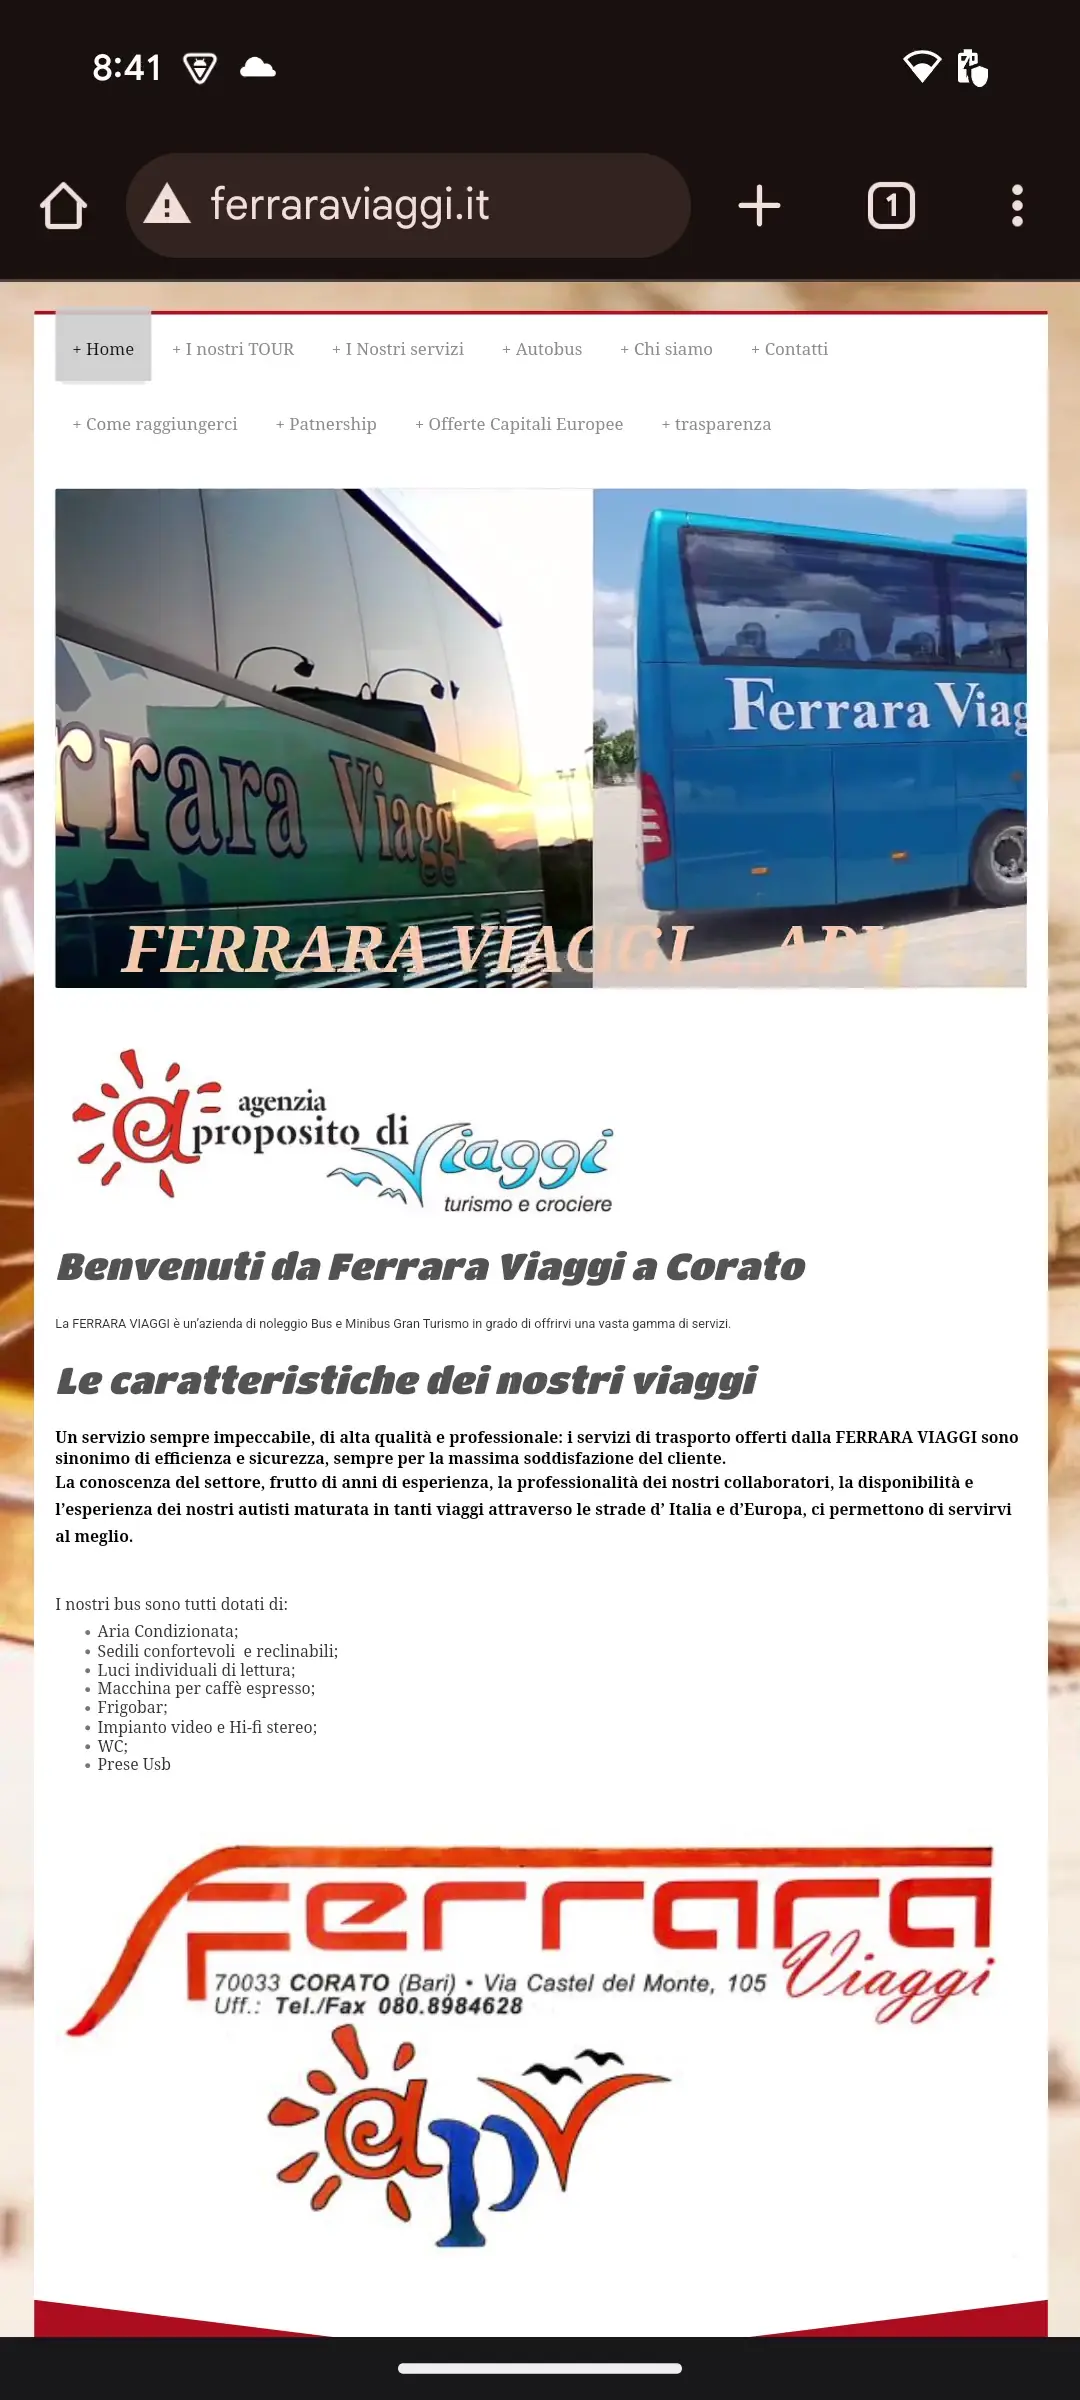 8:41
ferraraviaggi.it
1
+ Home + I nostri TOUR + I Nostri servizi + Autobus + Chi siamo + Contatti
+ Come raggiungerci + Patnership + Offerte Capitali Europee + trasparenza
rrara Viaggi
Ferrara Viag
FERRARA VIAGGI ....APV
agenzia
a proposito di Viaggi
turismo e crociere
Benvenuti da Ferrara Viaggi a Corato
La FERRARA VIAGGI è un'azienda di noleggio Bus e Minibus Gran Turismo in grado di offrirvi una vasta gamma di servizi.
Le caratteristiche dei nostri viaggi
Un servizio sempre impeccabile, di alta qualità e professionale: i servizi di trasporto offerti dalla FERRARA VIAGGI sono
sinonimo di efficienza e sicurezza, sempre per la massima soddisfazione del cliente.
La conoscenza del settore, frutto di anni di esperienza, la professionalità dei nostri collaboratori, la disponibilità e
l'esperienza dei nostri autisti maturata in tanti viaggi attraverso le strade d' Italia e d'Europa, ci permettono di servirvi
al meglio.
I nostri bus sono tutti dotati di:
• Aria Condizionata;
• Sedili confortevoli  e reclinabili;
• Luci individuali di lettura;
• Macchina per caffè espresso;
• Frigobar;
• Impianto video e Hi-fi stereo;
• WC;
• Prese Usb
Ferrara
Viaggi
70033 CORATO (Bari) • Via Castel del Monte, 105
Uff.: Tel./Fax 080.8984628
apv